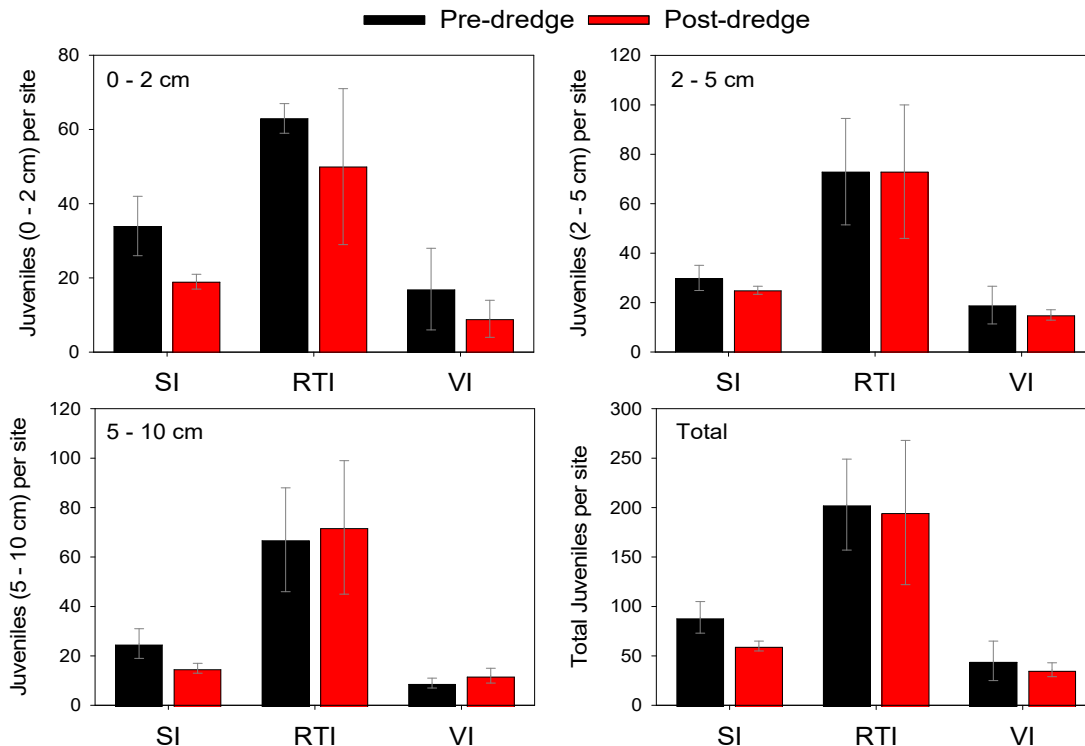 Pre-dredge Post-dredge
0 - 2 cm
Juveniles (0 - 2 cm) per site
80
60
40
20
0
SI RTI VI
2 - 5 cm
Juveniles (2 - 5 cm) per site
120
100
80
60
40
20
0
SI RTI VI
5 - 10 cm
Juveniles (5 - 10 cm) per site
120
100
80
60
40
20
0
SI RTI VI
Total
Total Juveniles per site
300
250
200
150
100
50
0
SI RTI VI